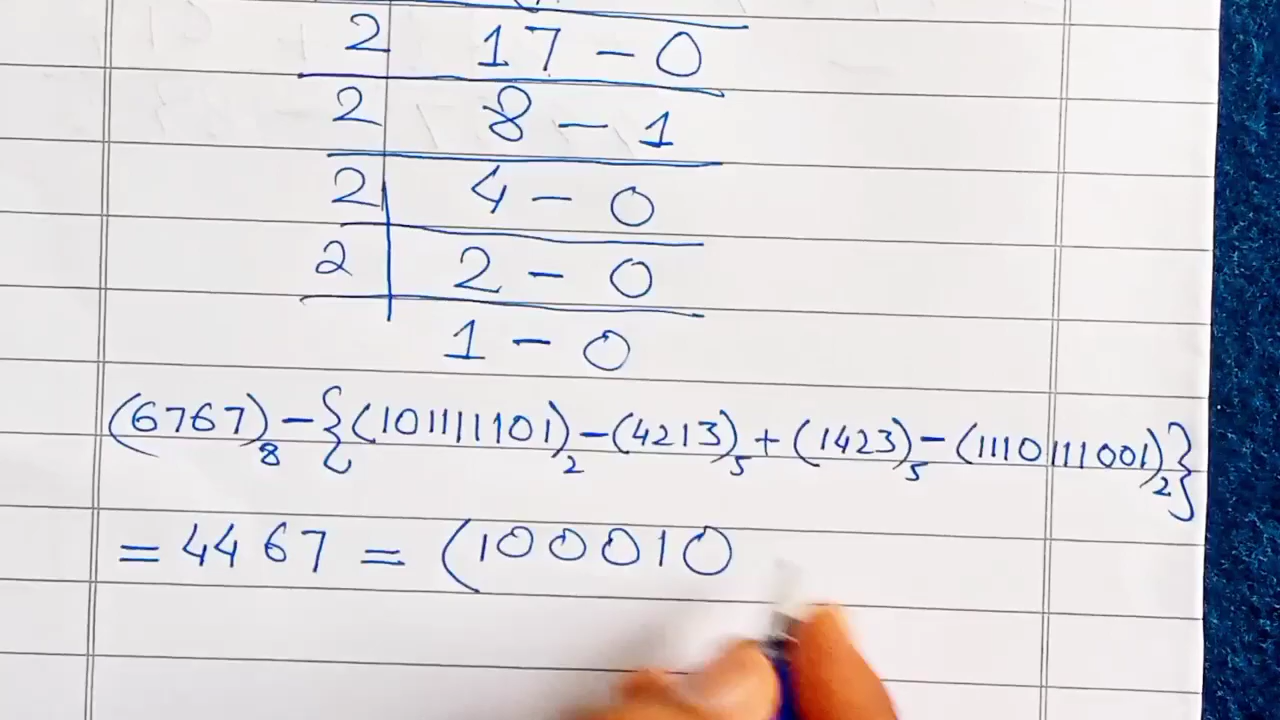 2 17 - 0
2 8 - 1
2 4 - 0
2 2 - 0
1 - 0
(6767)₈ - {(101111101)₂ - (4213)₅ + (1423)₅ - (1110111001)₂}
= 4467 = (100010